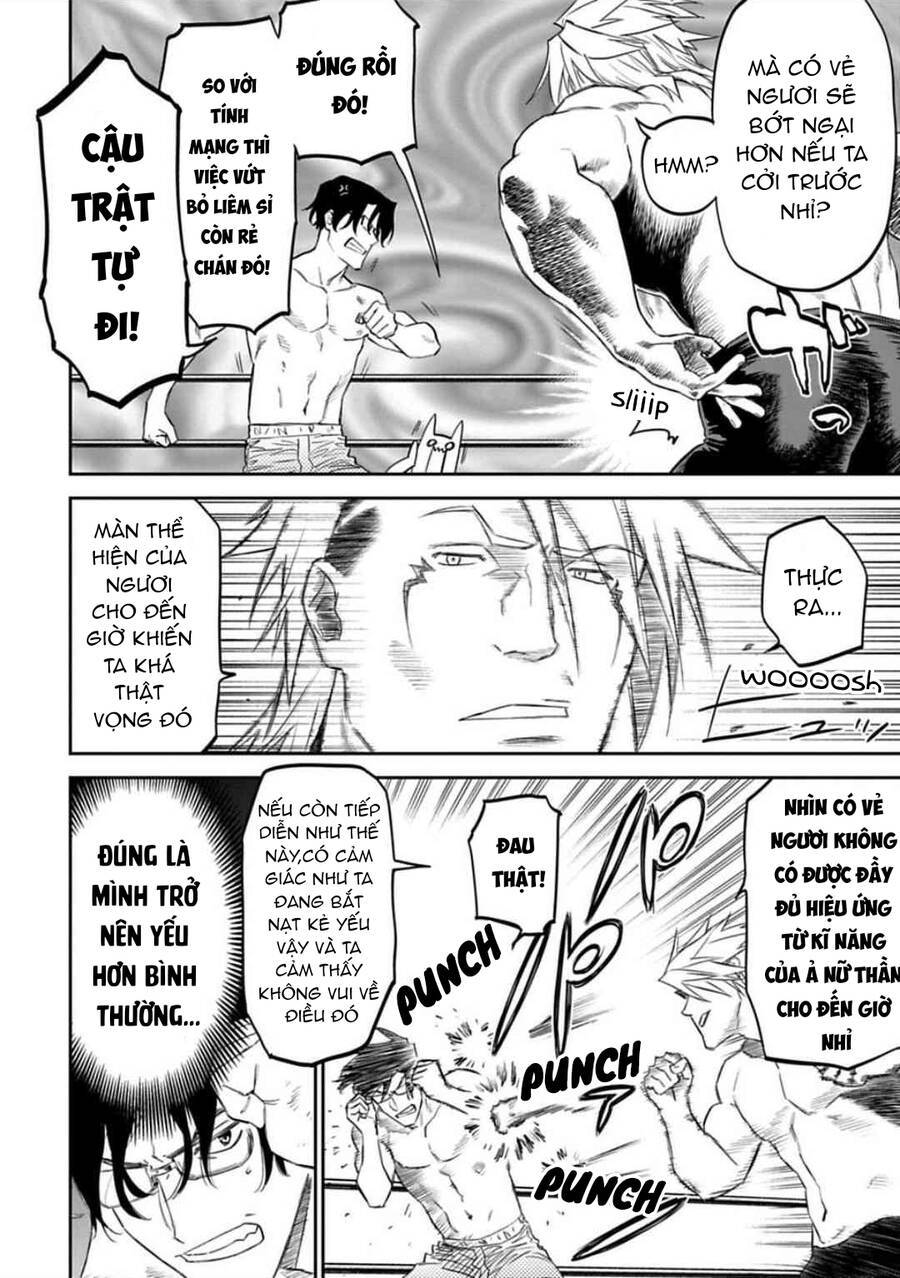 MÀ CÓ VẺ
NGƯƠI SẼ
BỚT NGẠI
HƠN NẾU TA
CỞI TRƯỚC
NHỈ?
HMM?
ĐÚNG RỒI
ĐÓ!
SO VỚI
TÍNH
MẠNG THÌ
VIỆC VỨT
BỎ LIÊM SỈ
CÒN RẺ
CHÁN ĐÓ!
CẬU
TRẬT
TỰ
ĐI!
sliiip
THỰC
RA...
woooosh
MÀN THỂ
HIỆN CỦA
NGƯƠI
CHO ĐẾN
GIỜ KHIẾN
TA KHÁ
THẤT
VỌNG ĐÓ
NHÌN CÓ VẺ
NGƯƠI KHÔNG
CÓ ĐƯỢC ĐẦY
ĐỦ HIỆU ỨNG
TỪ KĨ NĂNG
CỦA Ả NỮ THẦN
CHO ĐẾN GIỜ
NHỈ
ĐAU
THẬT!
NẾU CÒN TIẾP
DIỄN NHƯ THẾ
NÀY,CÓ CẢM
GIÁC NHƯ TA
ĐANG BẮT
NẠT KẺ YẾU
VẬY VÀ TA
CẢM THẤY
KHÔNG VUI VỀ
ĐIỀU ĐÓ
PUNCH
PUNCH
PUNCH
PUNCH
ĐÚNG LÀ
MÌNH TRỞ
NÊN YẾU
HƠN BÌNH
THƯỜNG...